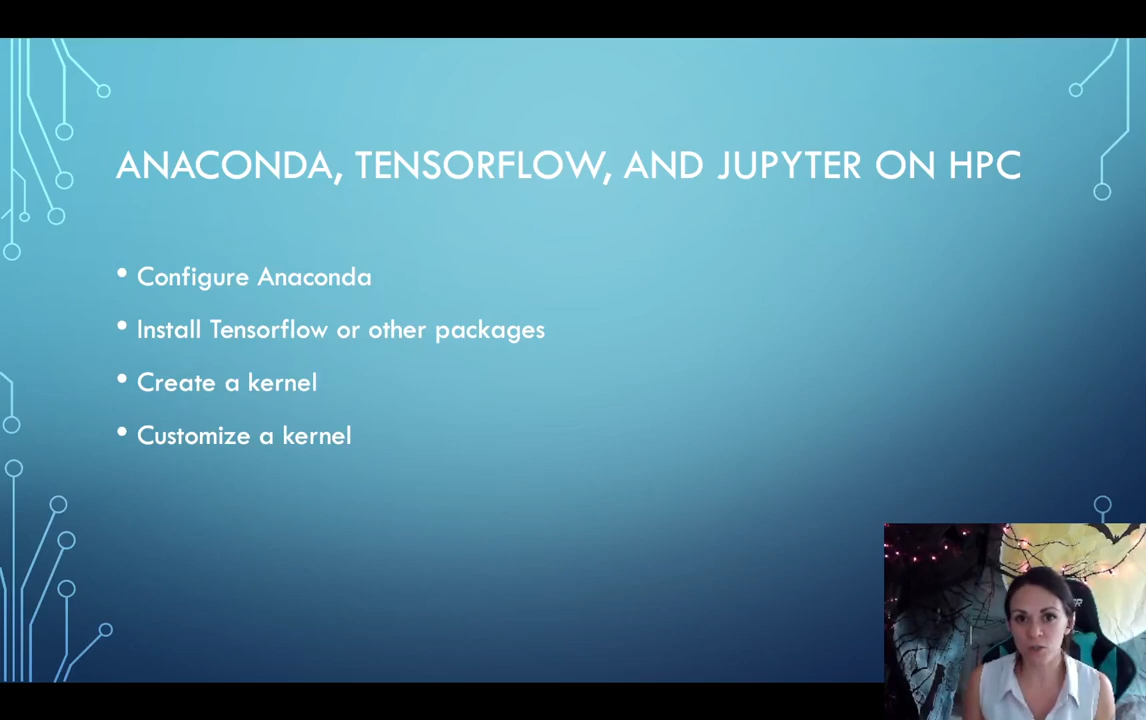 ANACONDA, TENSORFLOW, AND JUPYTER ON HPC
• Configure Anaconda
• Install Tensorflow or other packages
• Create a kernel
• Customize a kernel